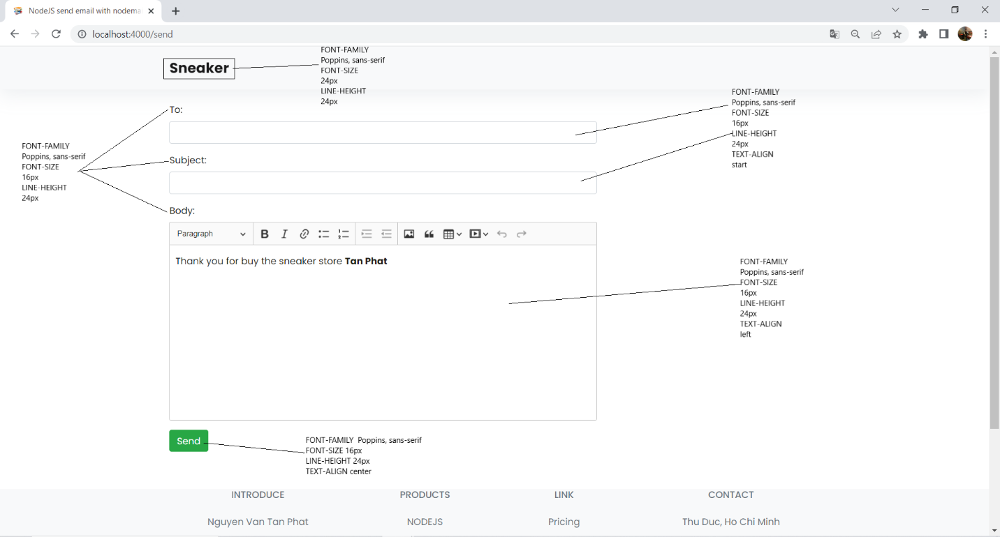 NodeJS send email with nodema
localhost:4000/send
Sneaker
FONT-FAMILY
Poppins, sans-serif
FONT-SIZE
24px
LINE-HEIGHT
24px
To:
FONT-FAMILY
Poppins, sans-serif
FONT-SIZE
16px
LINE-HEIGHT
24px
TEXT-ALIGN
start
FONT-FAMILY
Poppins, sans-serif
FONT-SIZE
16px
LINE-HEIGHT
24px
Subject:
Body:
Paragraph
Thank you for buy the sneaker store Tan Phat
FONT-FAMILY
Poppins, sans-serif
FONT-SIZE
16px
LINE-HEIGHT
24px
TEXT-ALIGN
left
Send
FONT-FAMILY Poppins, sans-serif
FONT-SIZE 16px
LINE-HEIGHT 24px
TEXT-ALIGN center
INTRODUCE PRODUCTS LINK CONTACT
Nguyen Van Tan Phat NODEJS Pricing Thu Duc, Ho Chi Minh